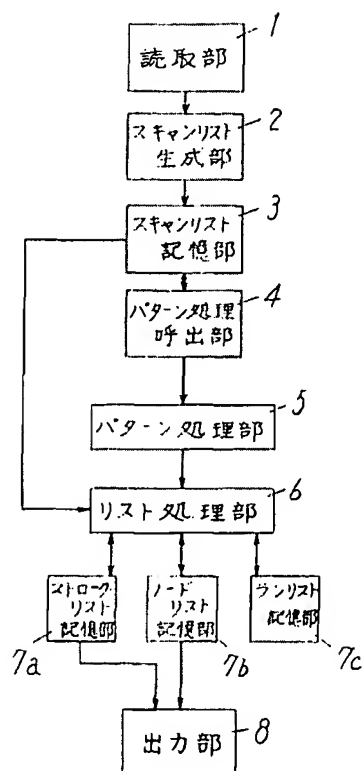 1
読取部
2
スキャンリスト
生成部
3
スキャンリスト
記憶部
4
パターン処理
呼出部
5
パターン処理部
6
リスト処理部
ストローク
リスト
記憶部
7a
ノード
リスト
記憶部
7b
ランリスト
記憶部
7c
出力部
8